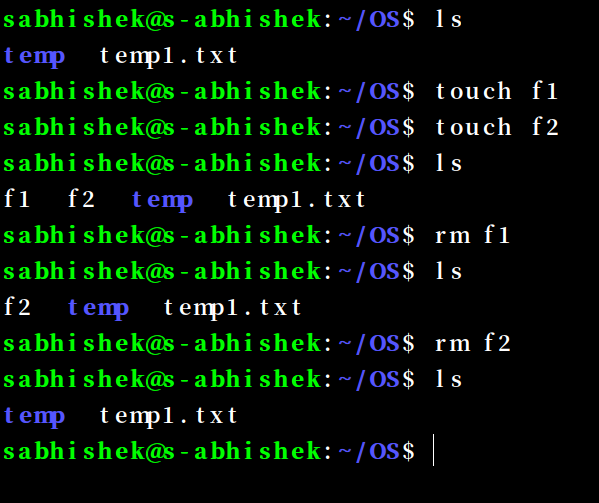 sabhishek@s-abhishek:~/OS$ ls
temp  temp1.txt
sabhishek@s-abhishek:~/OS$ touch f1
sabhishek@s-abhishek:~/OS$ touch f2
sabhishek@s-abhishek:~/OS$ ls
f1  f2  temp  temp1.txt
sabhishek@s-abhishek:~/OS$ rm f1
sabhishek@s-abhishek:~/OS$ ls
f2  temp  temp1.txt
sabhishek@s-abhishek:~/OS$ rm f2
sabhishek@s-abhishek:~/OS$ ls
temp  temp1.txt
sabhishek@s-abhishek:~/OS$